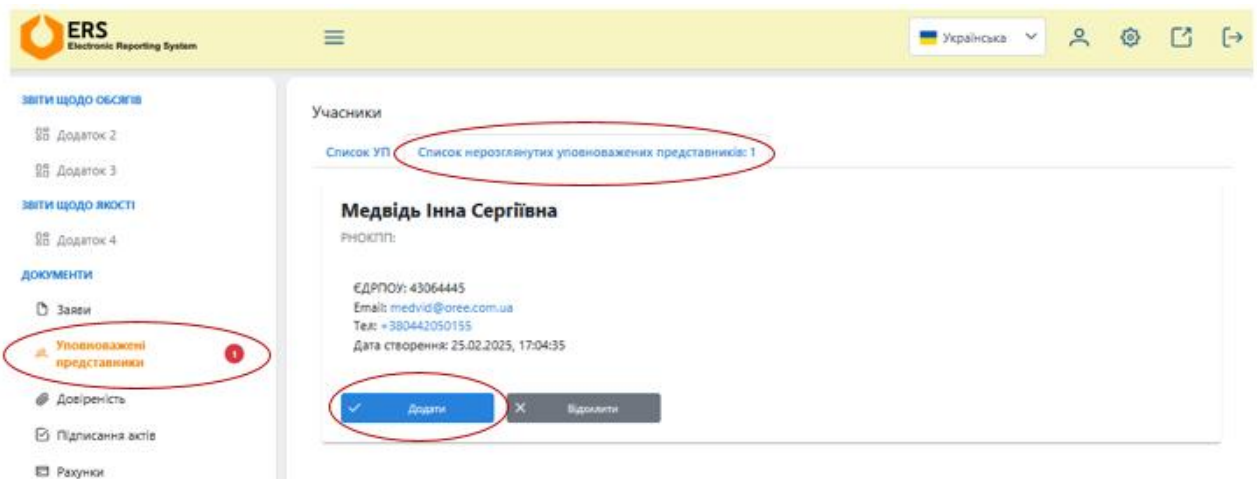 ERS
Electronic Reporting System
Українська
ЗВІТИ ЩОДО ОБСЯГІВ
Додаток 2
Додаток 3
ЗВІТИ ЩОДО ЯКОСТІ
Додаток 4
ДОКУМЕНТИ
Заяви
Уповноважені
представники
1
Довіреність
Підписання актів
Рахунки
Учасники
Список УП
Список нерозглянутих уповноважених представників: 1
Медвідь Інна Сергіївна
РНОКПП:
ЄДРПОУ: 43064445
Email: medvid@oree.com.ua
Тел: +380442050155
Дата створення: 25.02.2025, 17:04:35
Додати
Відхилити